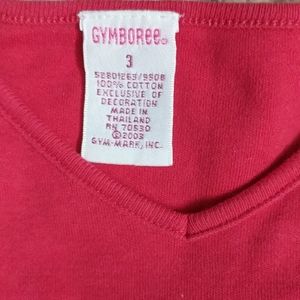 GYMBOREE
3
52801263/9508
100% COTTON
EXCLUSIVE OF
DECORATION
MADE IN
THAILAND
RN 70530
©2003
GYM-MARK, INC.